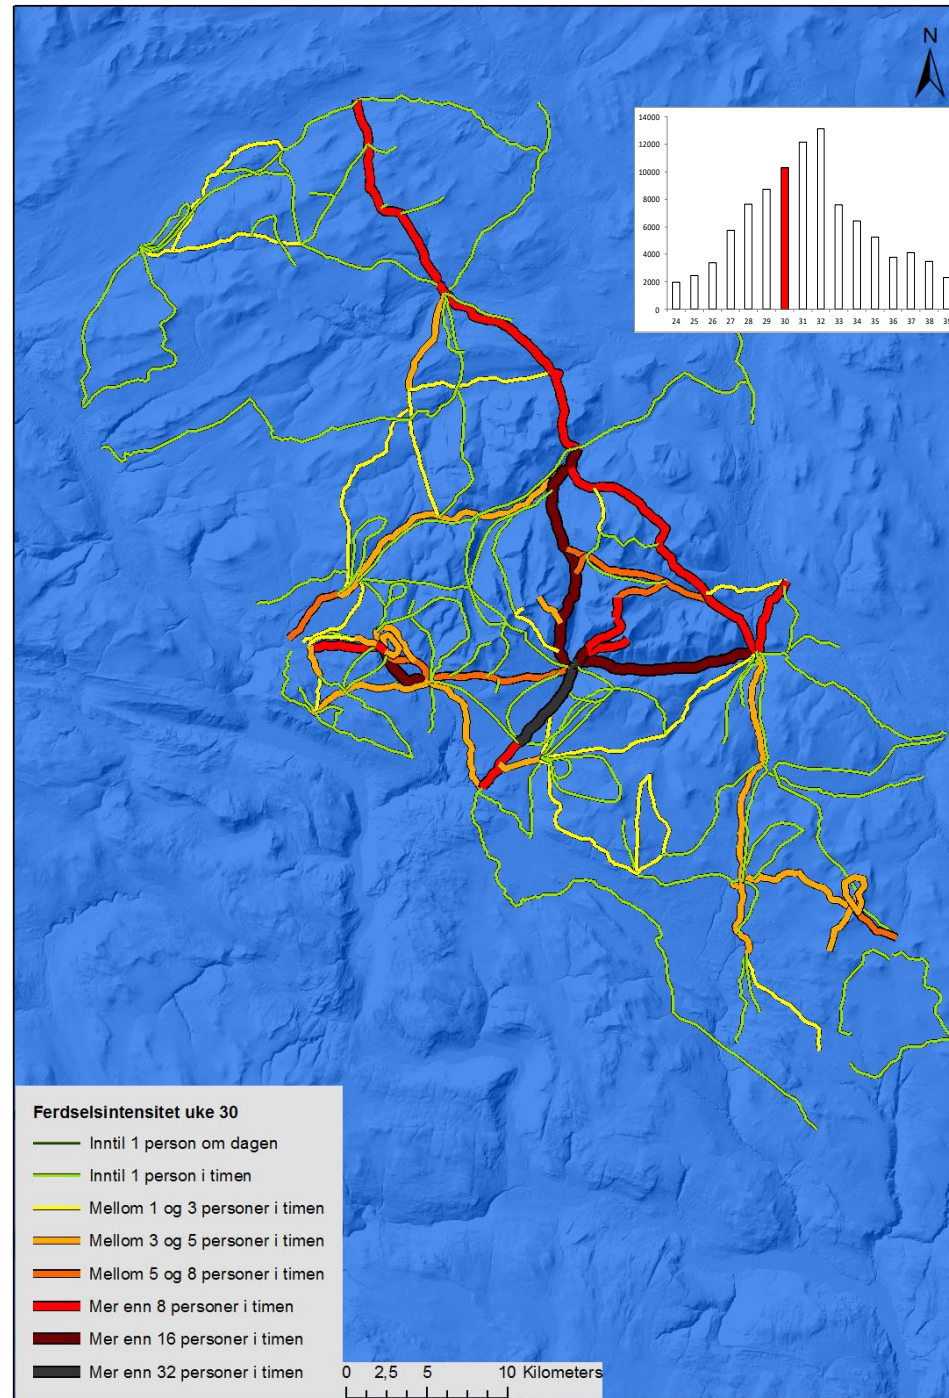 N
14000
12000
10000
8000
6000
4000
2000
0
24 25 26 27 28 29 30 31 32 33 34 35 36 37 38 39
Ferdselsintensitet uke 30
Inntil 1 person om dagen
Inntil 1 person i timen
Mellom 1 og 3 personer i timen
Mellom 3 og 5 personer i timen
Mellom 5 og 8 personer i timen
Mer enn 8 personer i timen
Mer enn 16 personer i timen
Mer enn 32 personer i timen
0 2,5 5 10 Kilometers